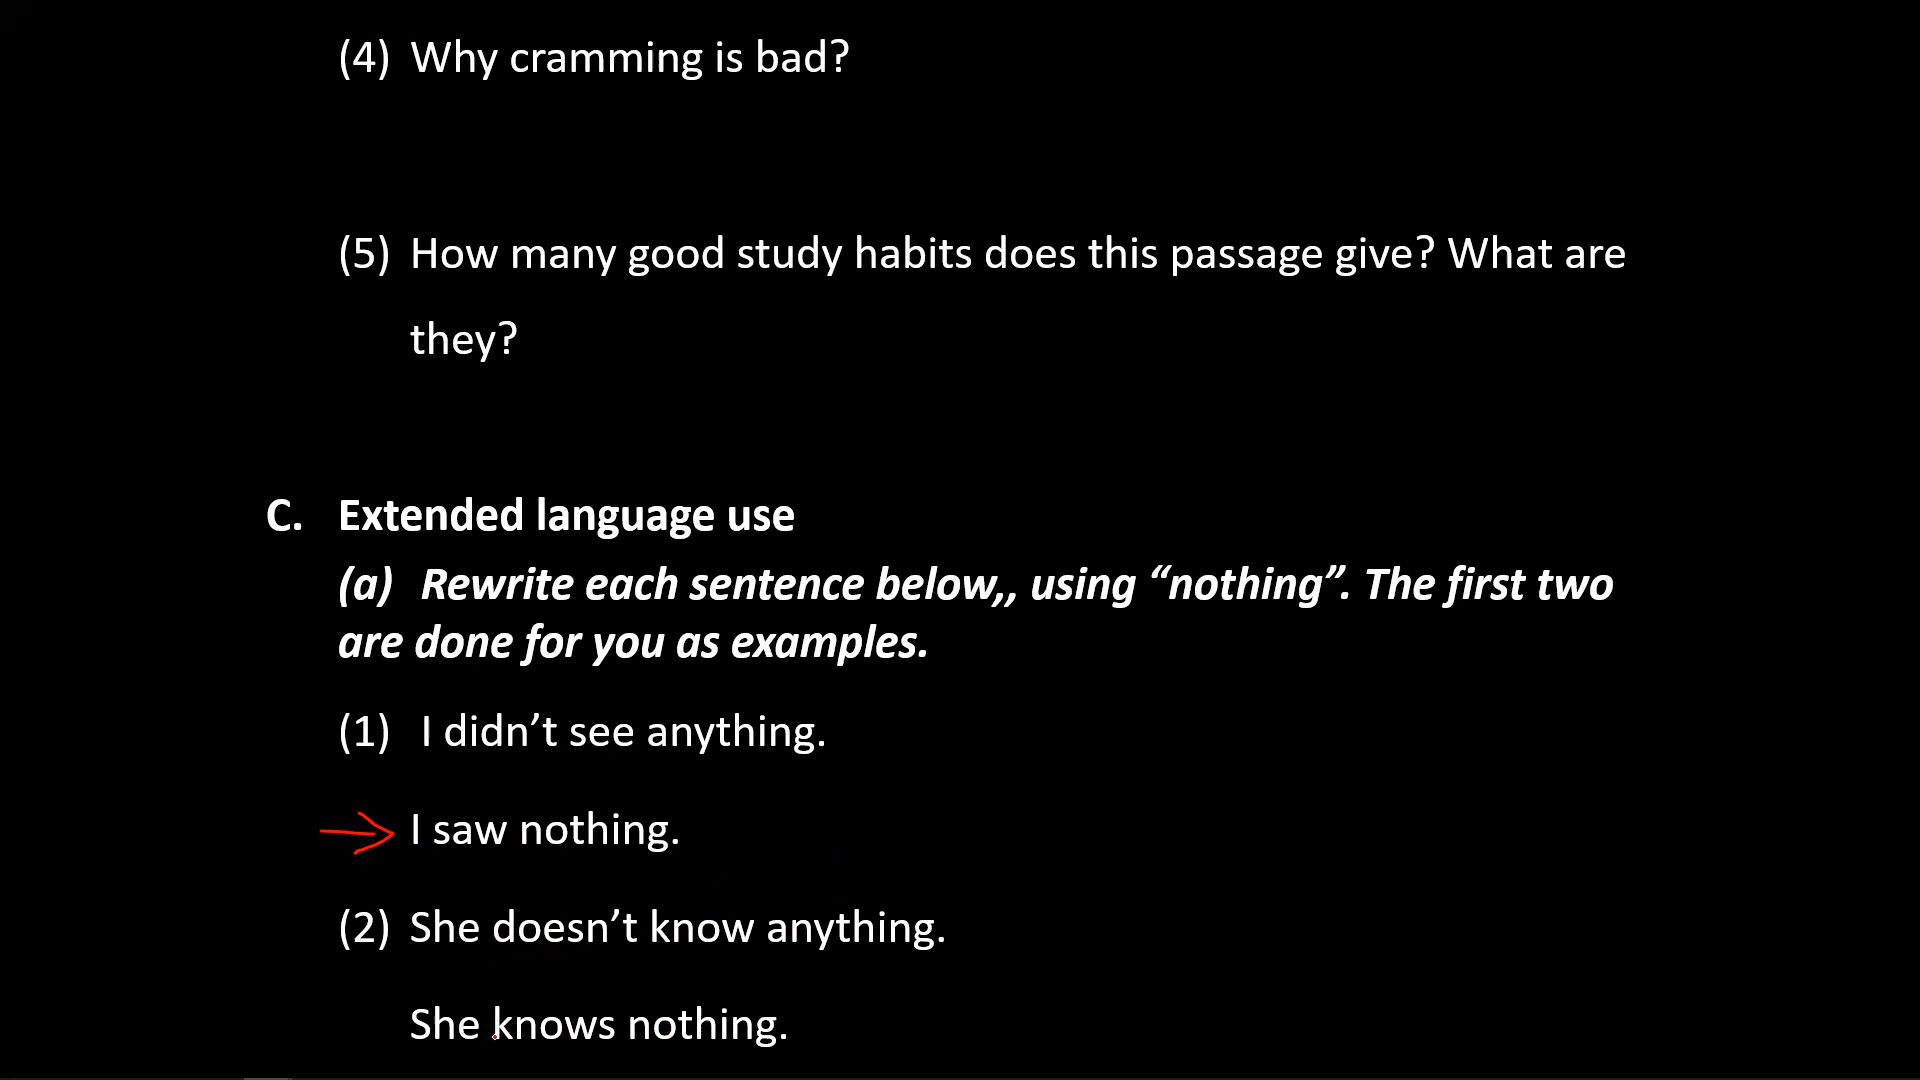 (4) Why cramming is bad?
(5) How many good study habits does this passage give? What are
they?
C. Extended language use
(a) Rewrite each sentence below,, using “nothing”. The first two
are done for you as examples.
(1) I didn’t see anything.
I saw nothing.
(2) She doesn’t know anything.
She knows nothing.